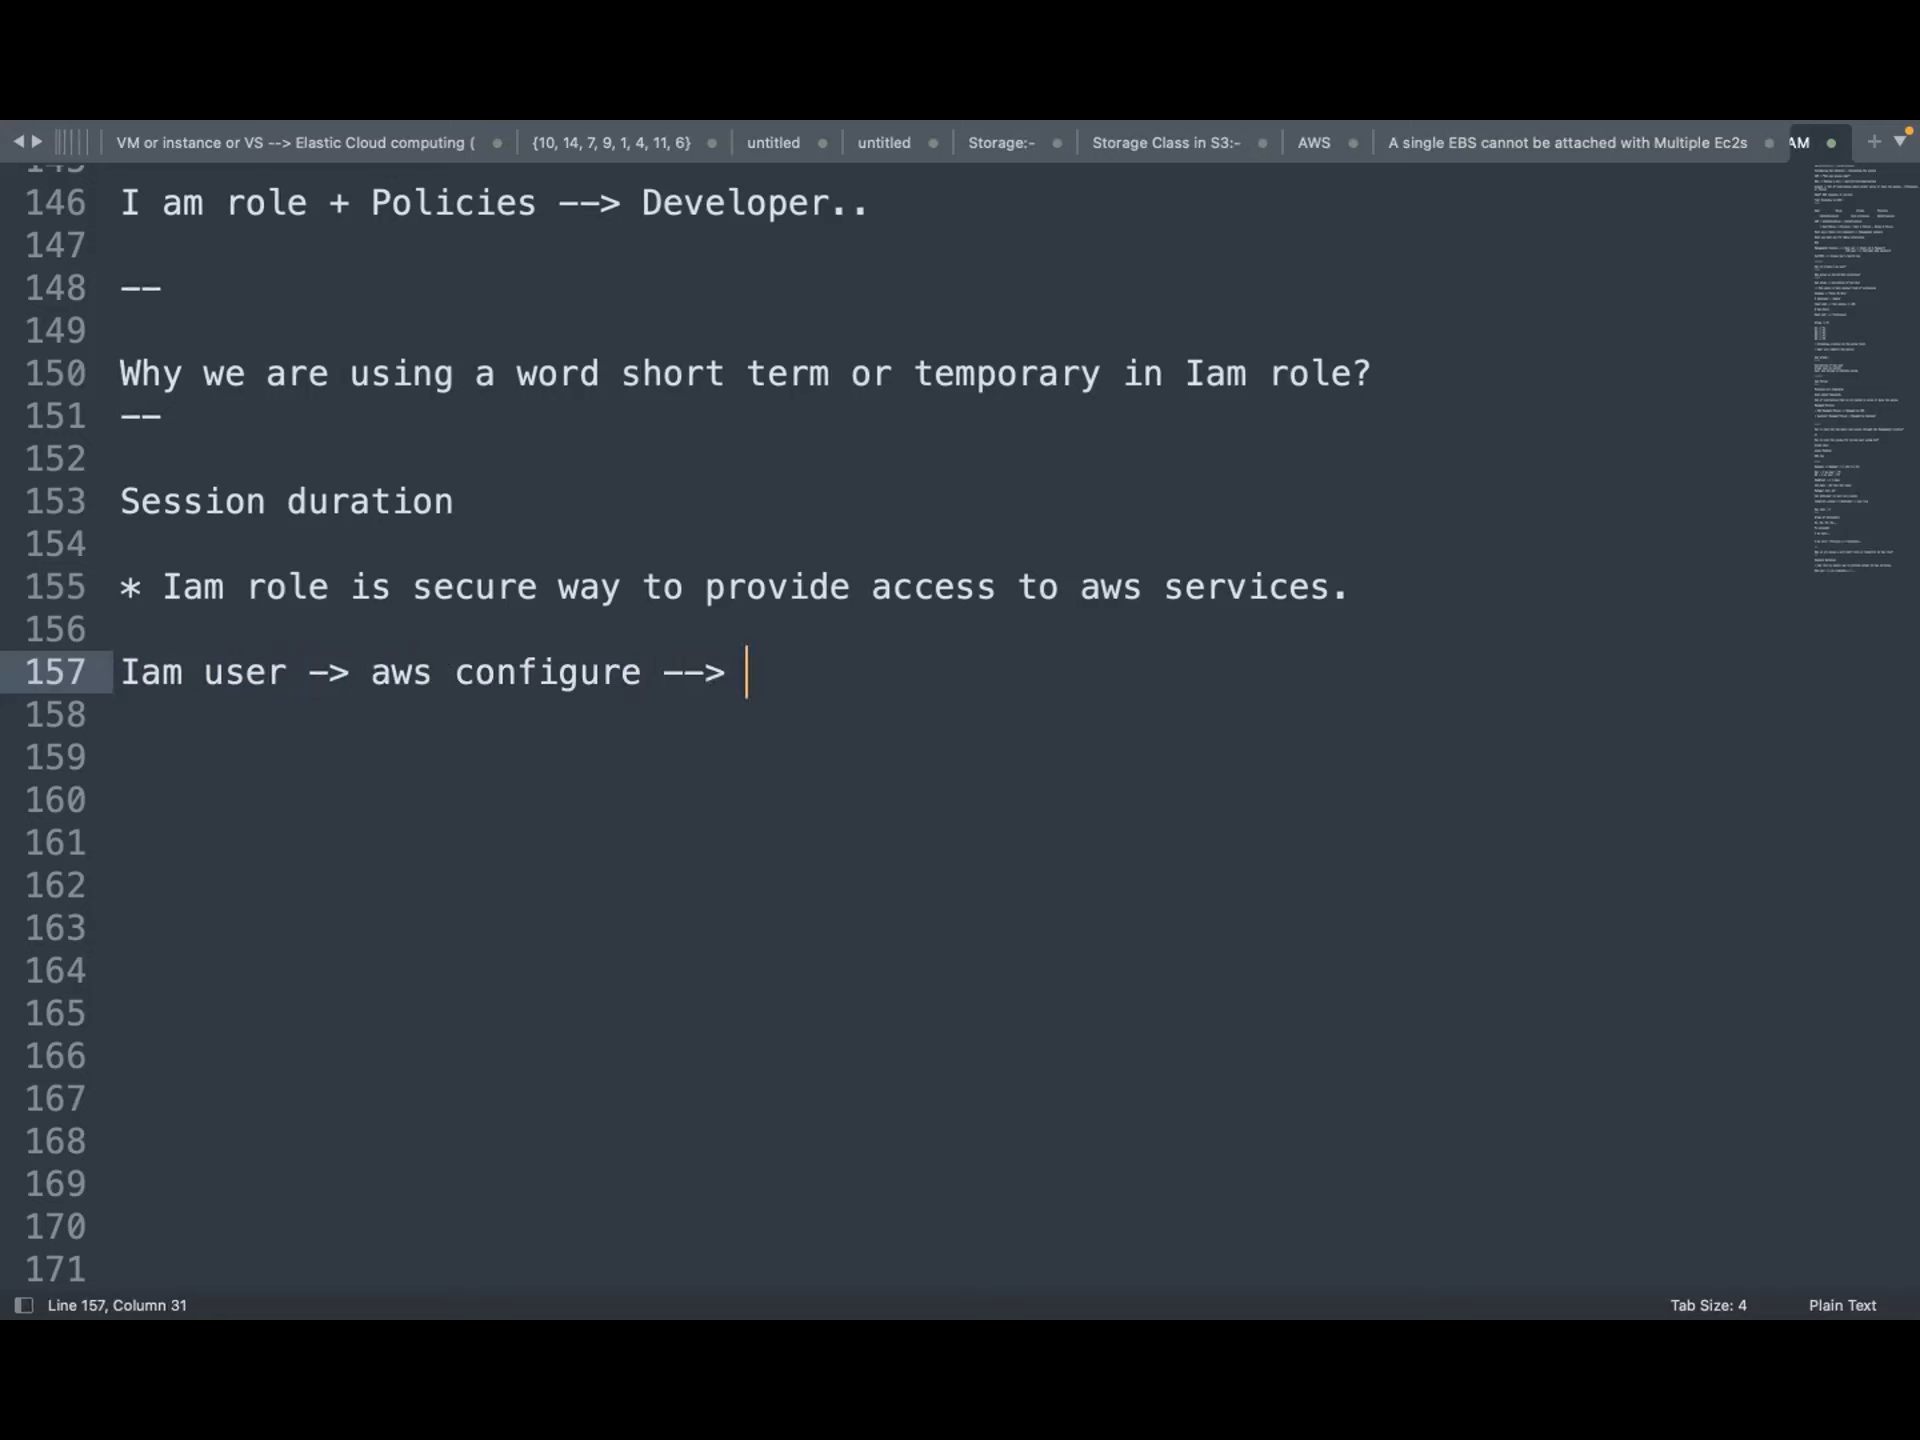 VM or instance or VS --> Elastic Cloud computing (
{10, 14, 7, 9, 1, 4, 11, 6}
untitled
untitled
Storage:-
Storage Class in S3:-
AWS
A single EBS cannot be attached with Multiple Ec2s
AM
146 I am role + Policies --> Developer..
147
148 --
149
150 Why we are using a word short term or temporary in Iam role?
151 --
152
153 Session duration
154
155 * Iam role is secure way to provide access to aws services.
156
157 Iam user -> aws configure -->
158
159
160
161
162
163
164
165
166
167
168
169
170
171
Line 157, Column 31
Tab Size: 4
Plain Text